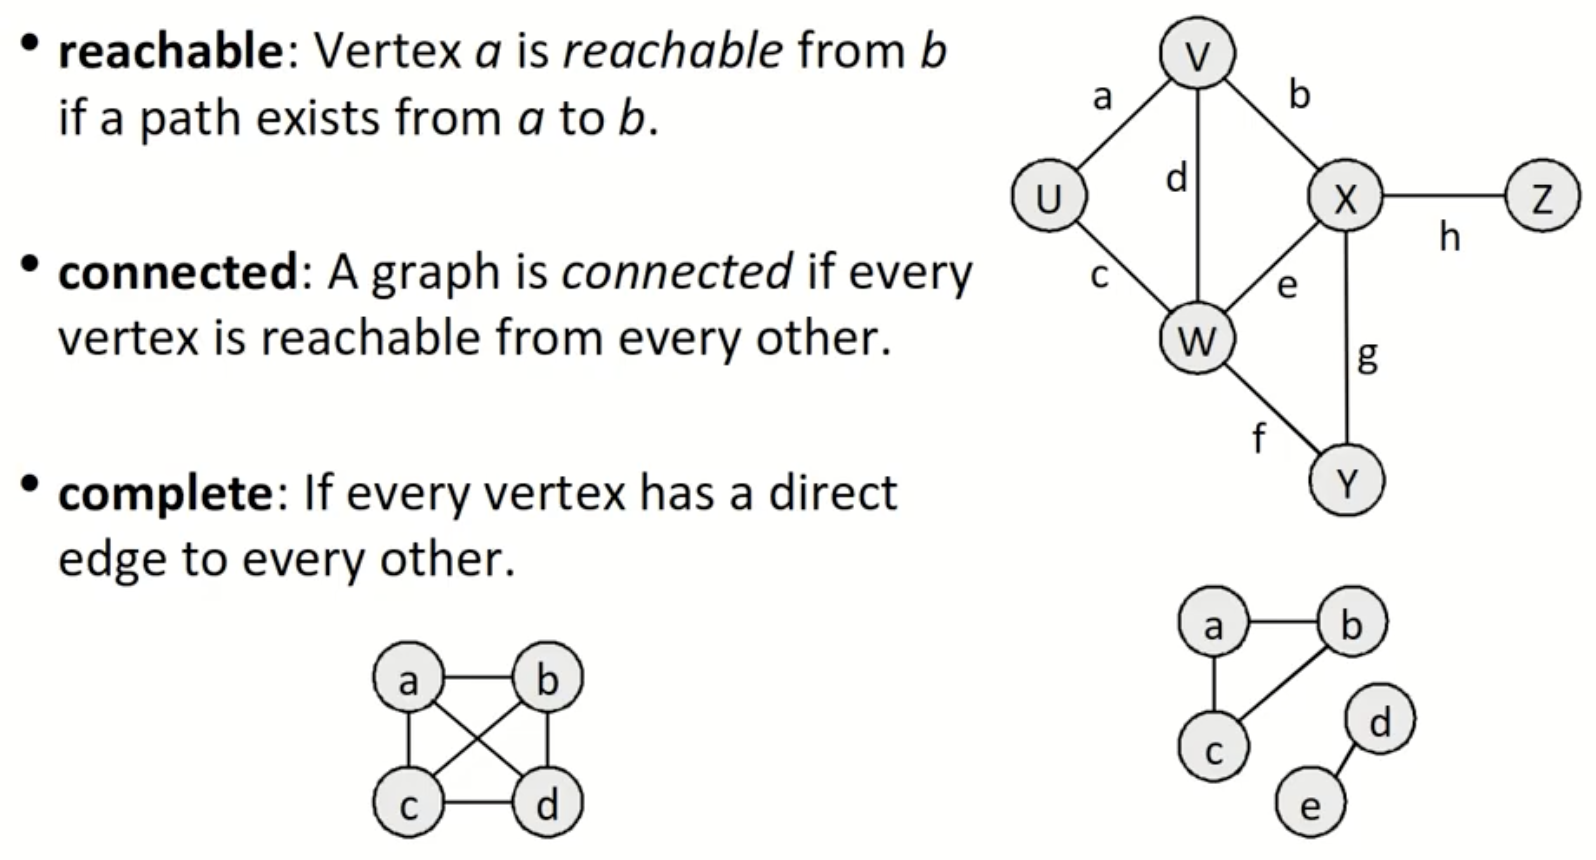 • reachable: Vertex a is reachable from b
if a path exists from a to b.
• connected: A graph is connected if every
vertex is reachable from every other.
• complete: If every vertex has a direct
edge to every other.
V
a
b
U
d
X
Z
h
c
e
W
g
f
Y
a
b
c
d
a
b
d
c
e